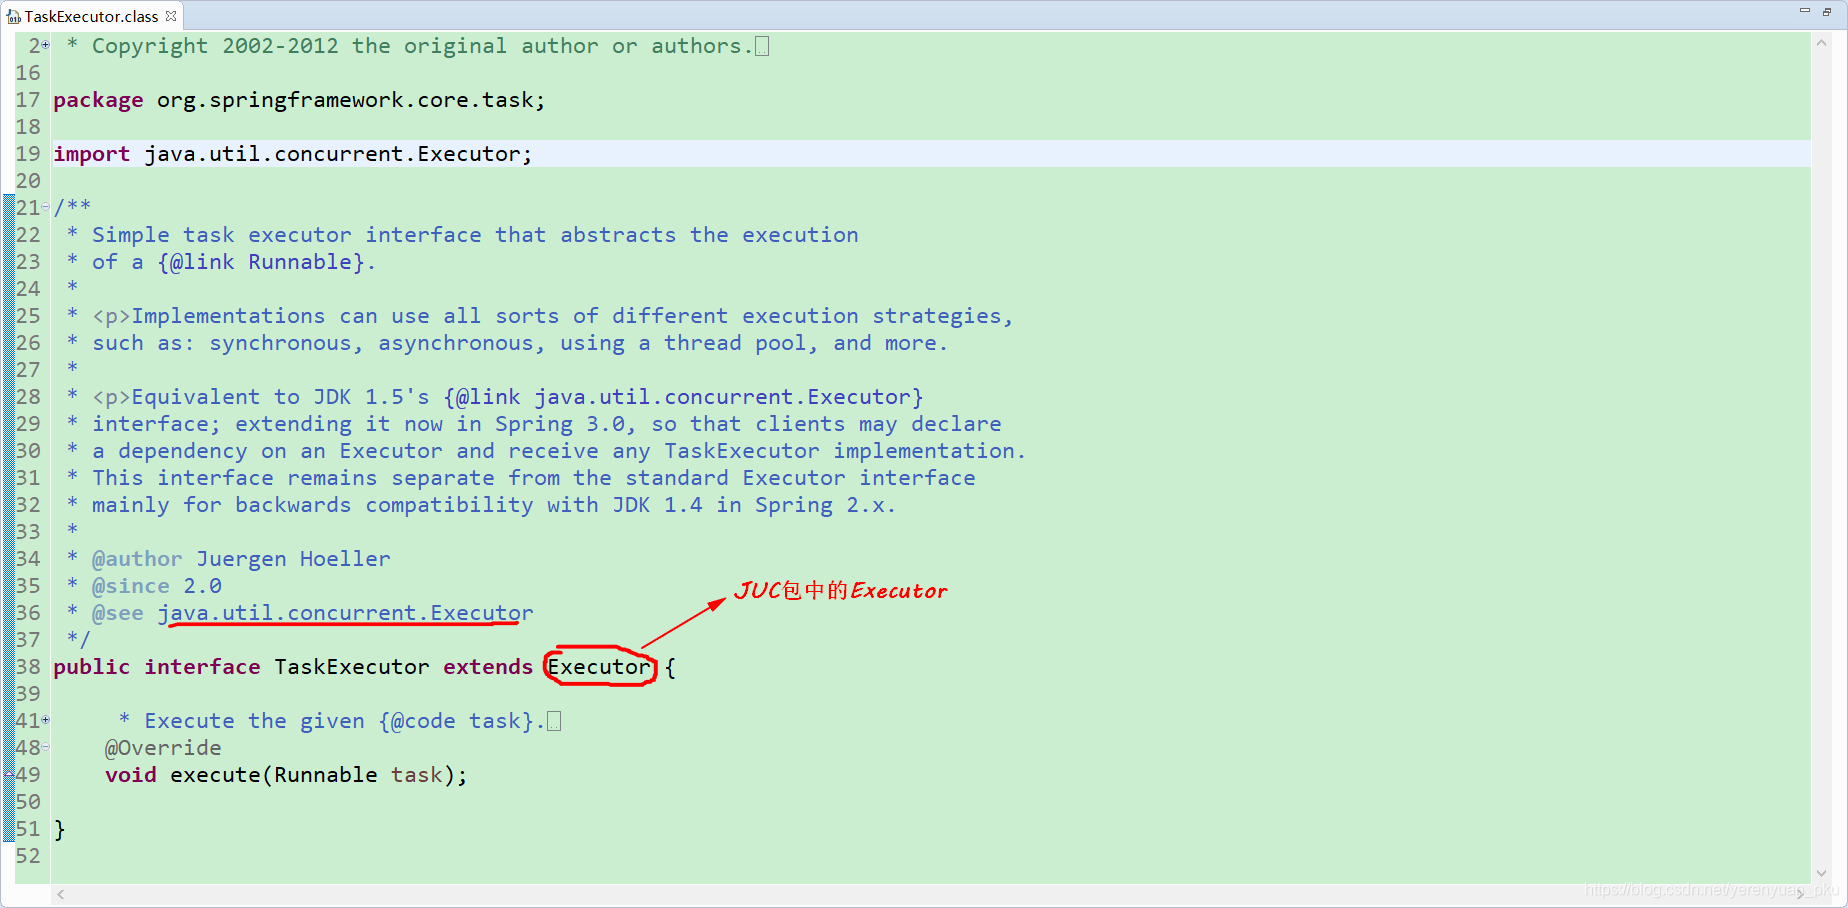 TaskExecutor.class
2 * Copyright 2002-2012 the original author or authors.
16
17 package org.springframework.core.task;
18
19 import java.util.concurrent.Executor;
20
21 /**
22 * Simple task executor interface that abstracts the execution
23 * of a {@link Runnable}.
24 *
25 * <p>Implementations can use all sorts of different execution strategies,
26 * such as: synchronous, asynchronous, using a thread pool, and more.
27 *
28 * <p>Equivalent to JDK 1.5's {@link java.util.concurrent.Executor}
29 * interface; extending it now in Spring 3.0, so that clients may declare
30 * a dependency on an Executor and receive any TaskExecutor implementation.
31 * This interface remains separate from the standard Executor interface
32 * mainly for backwards compatibility with JDK 1.4 in Spring 2.x.
33 *
34 * @author Juergen Hoeller
35 * @since 2.0
JUC包中的Executor
36 * @see java.util.concurrent.Executor
37 */
38 public interface TaskExecutor extends Executor {
39
41 * Execute the given {@code task}.
48 @Override
49 void execute(Runnable task);
50
51 }
52
https://blog.csdn.net/yerenyuan_pku